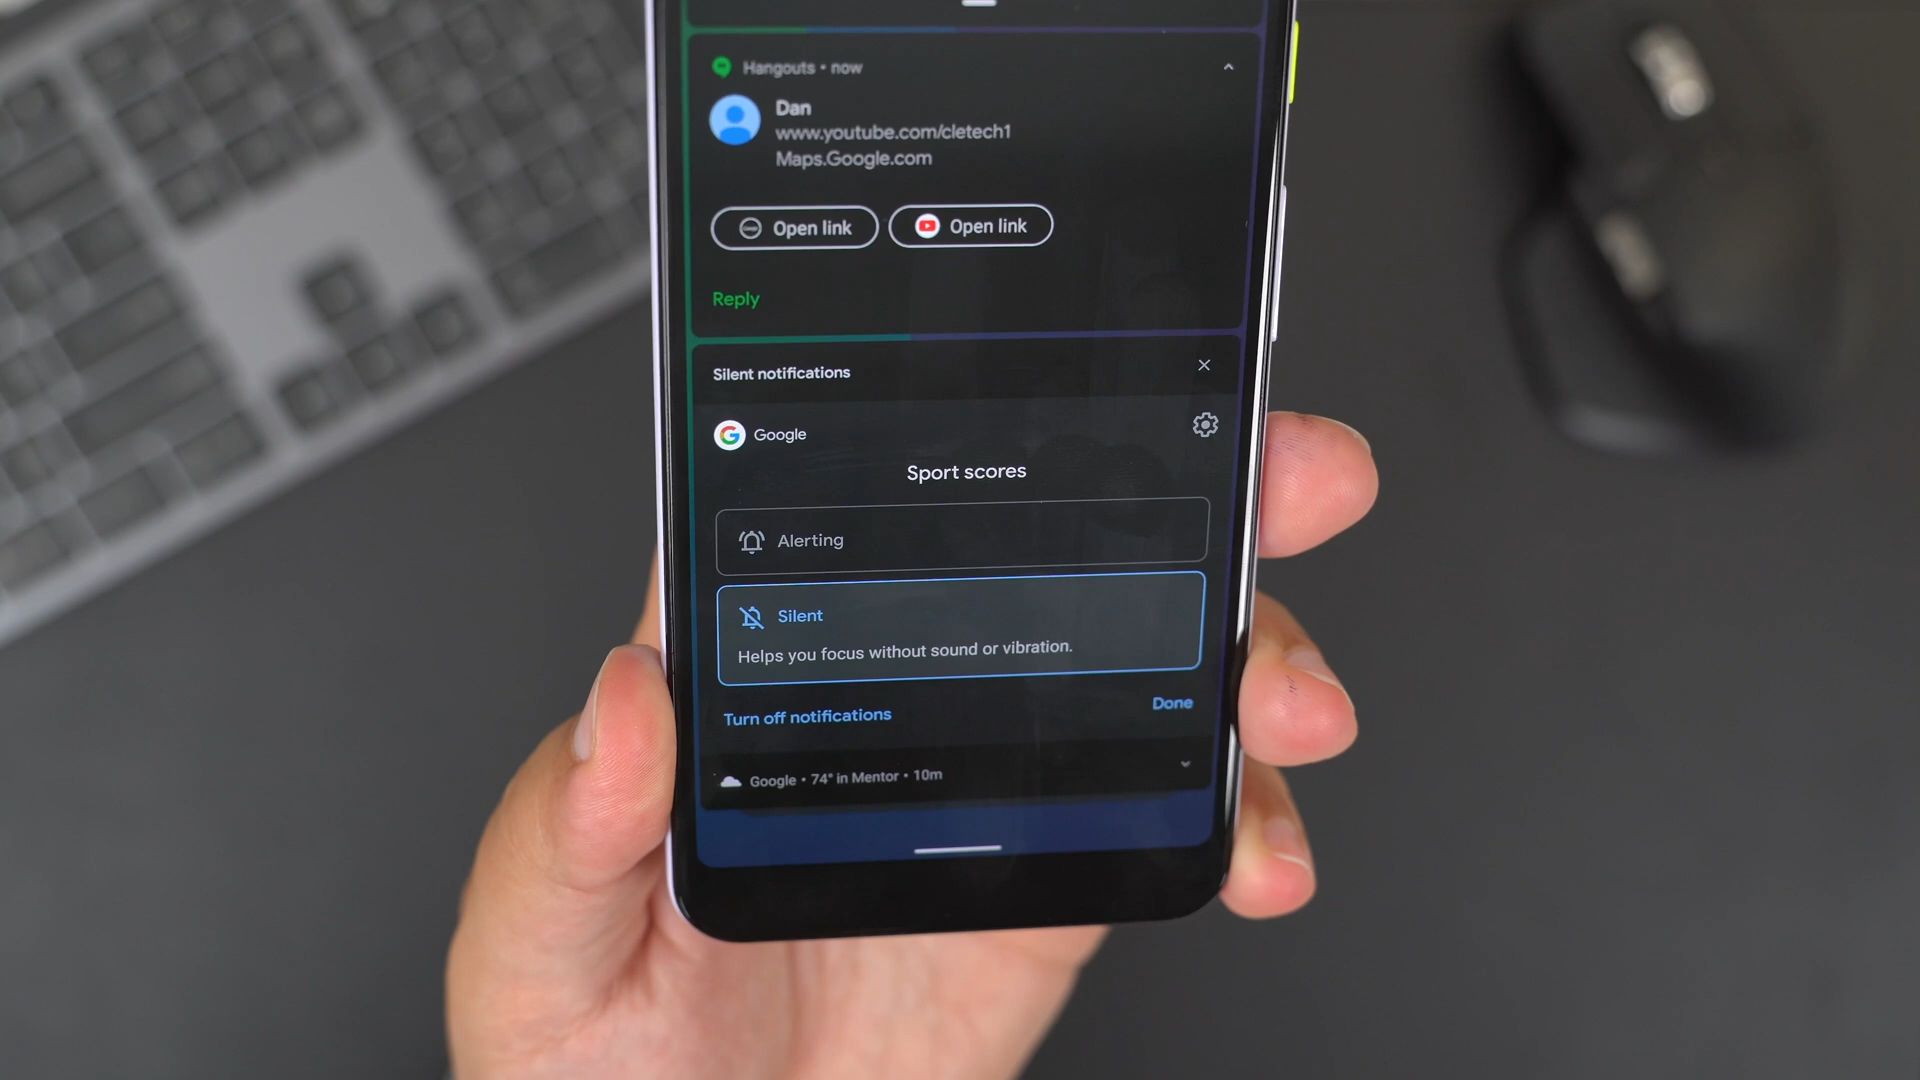 Hangouts • now
Dan
www.youtube.com/cletech1
Maps.Google.com
Open link
Open link
Reply
Silent notifications
Google
Sport scores
Alerting
Silent
Helps you focus without sound or vibration.
Turn off notifications
Done
Google • 74° in Mentor • 10m